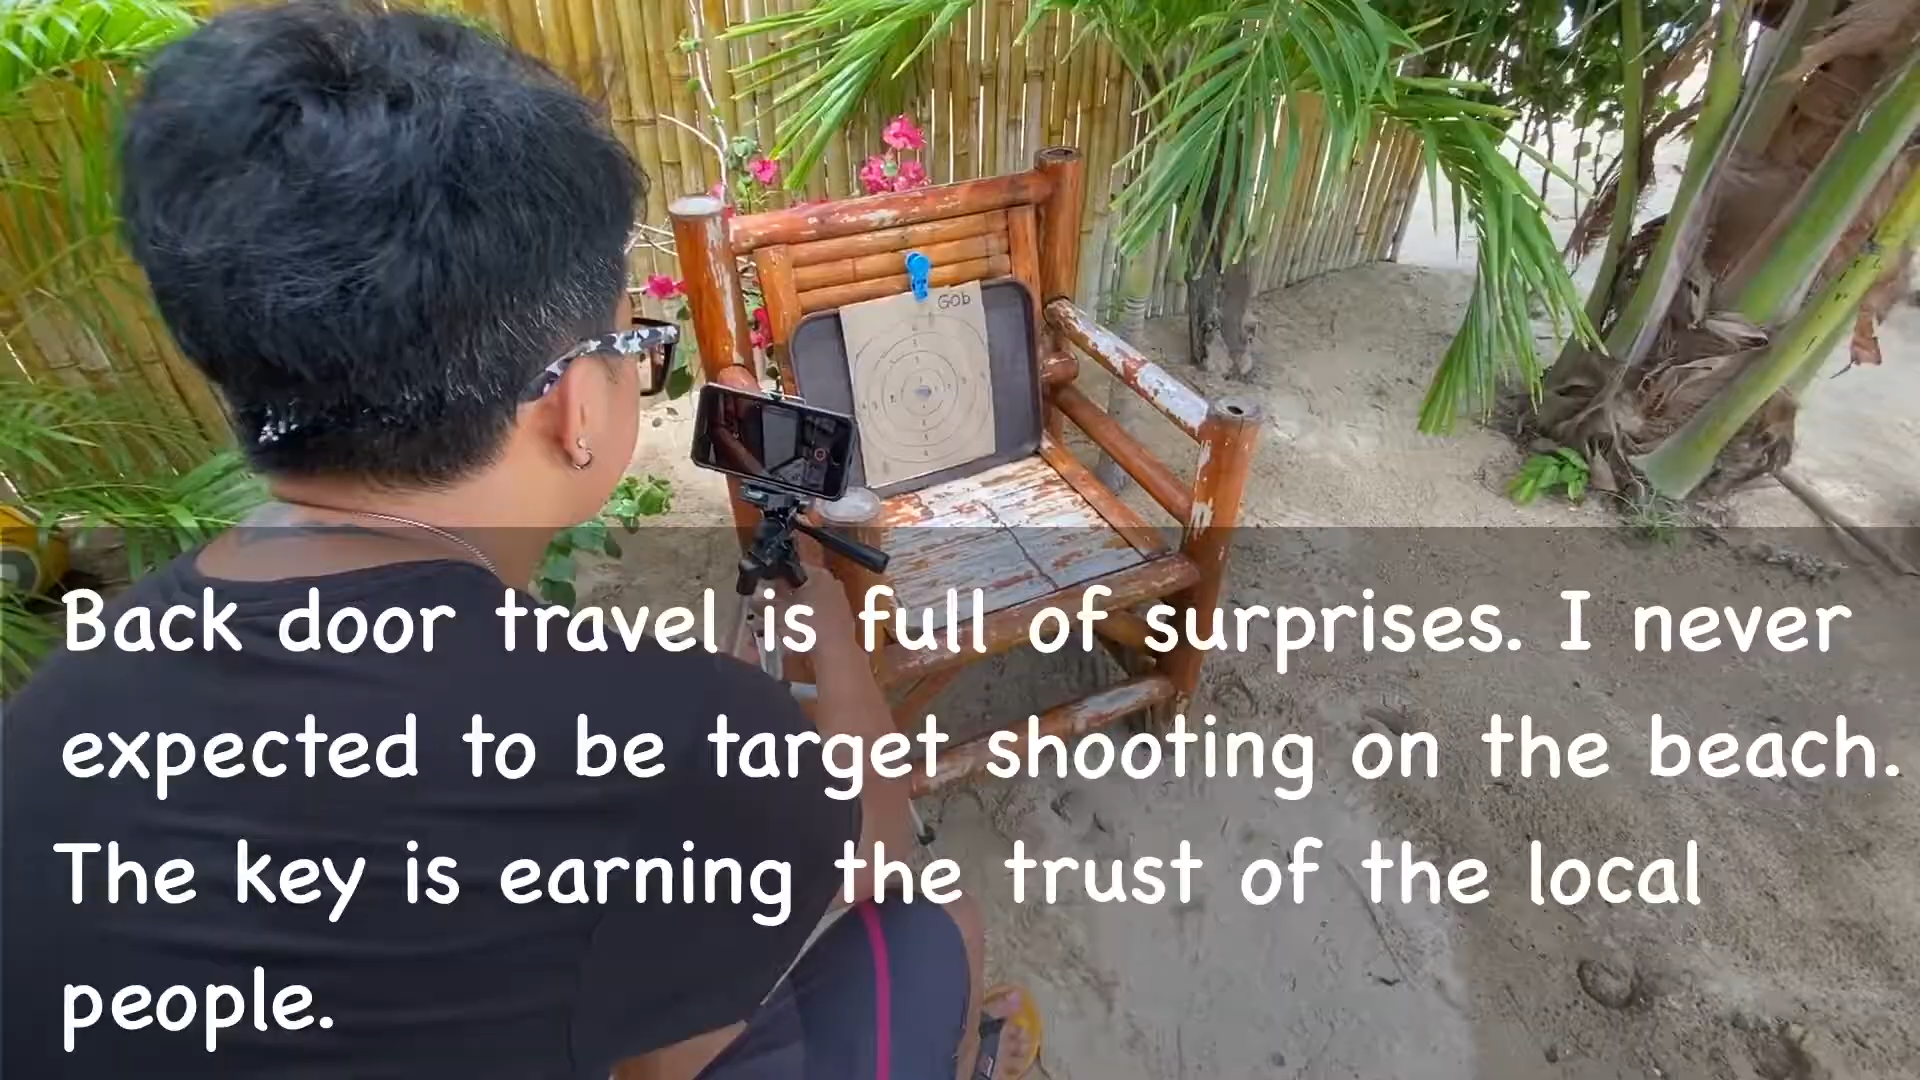 Gob
Back door travel is full of surprises. I never
expected to be target shooting on the beach.
The key is earning the trust of the local
people.